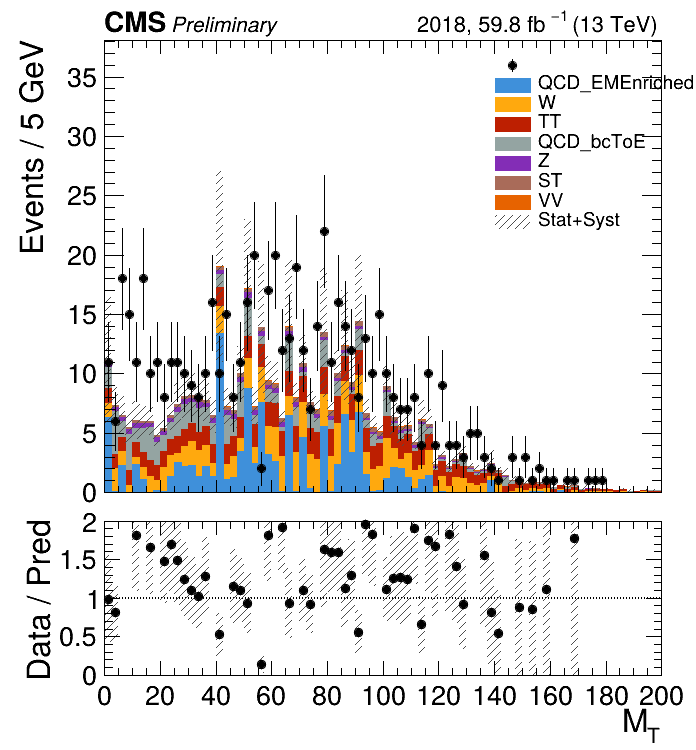 CMS Preliminary 2018, 59.8 fb⁻¹ (13 TeV)
Events / 5 GeV
35
30
25
20
15
10
5
0
QCD_EMEnriched
W
TT
QCD_bcToE
Z
ST
VV
Stat+Syst
Data / Pred
2
1.5
1
0.5
0
0 20 40 60 80 100 120 140 160 180 200
M_T